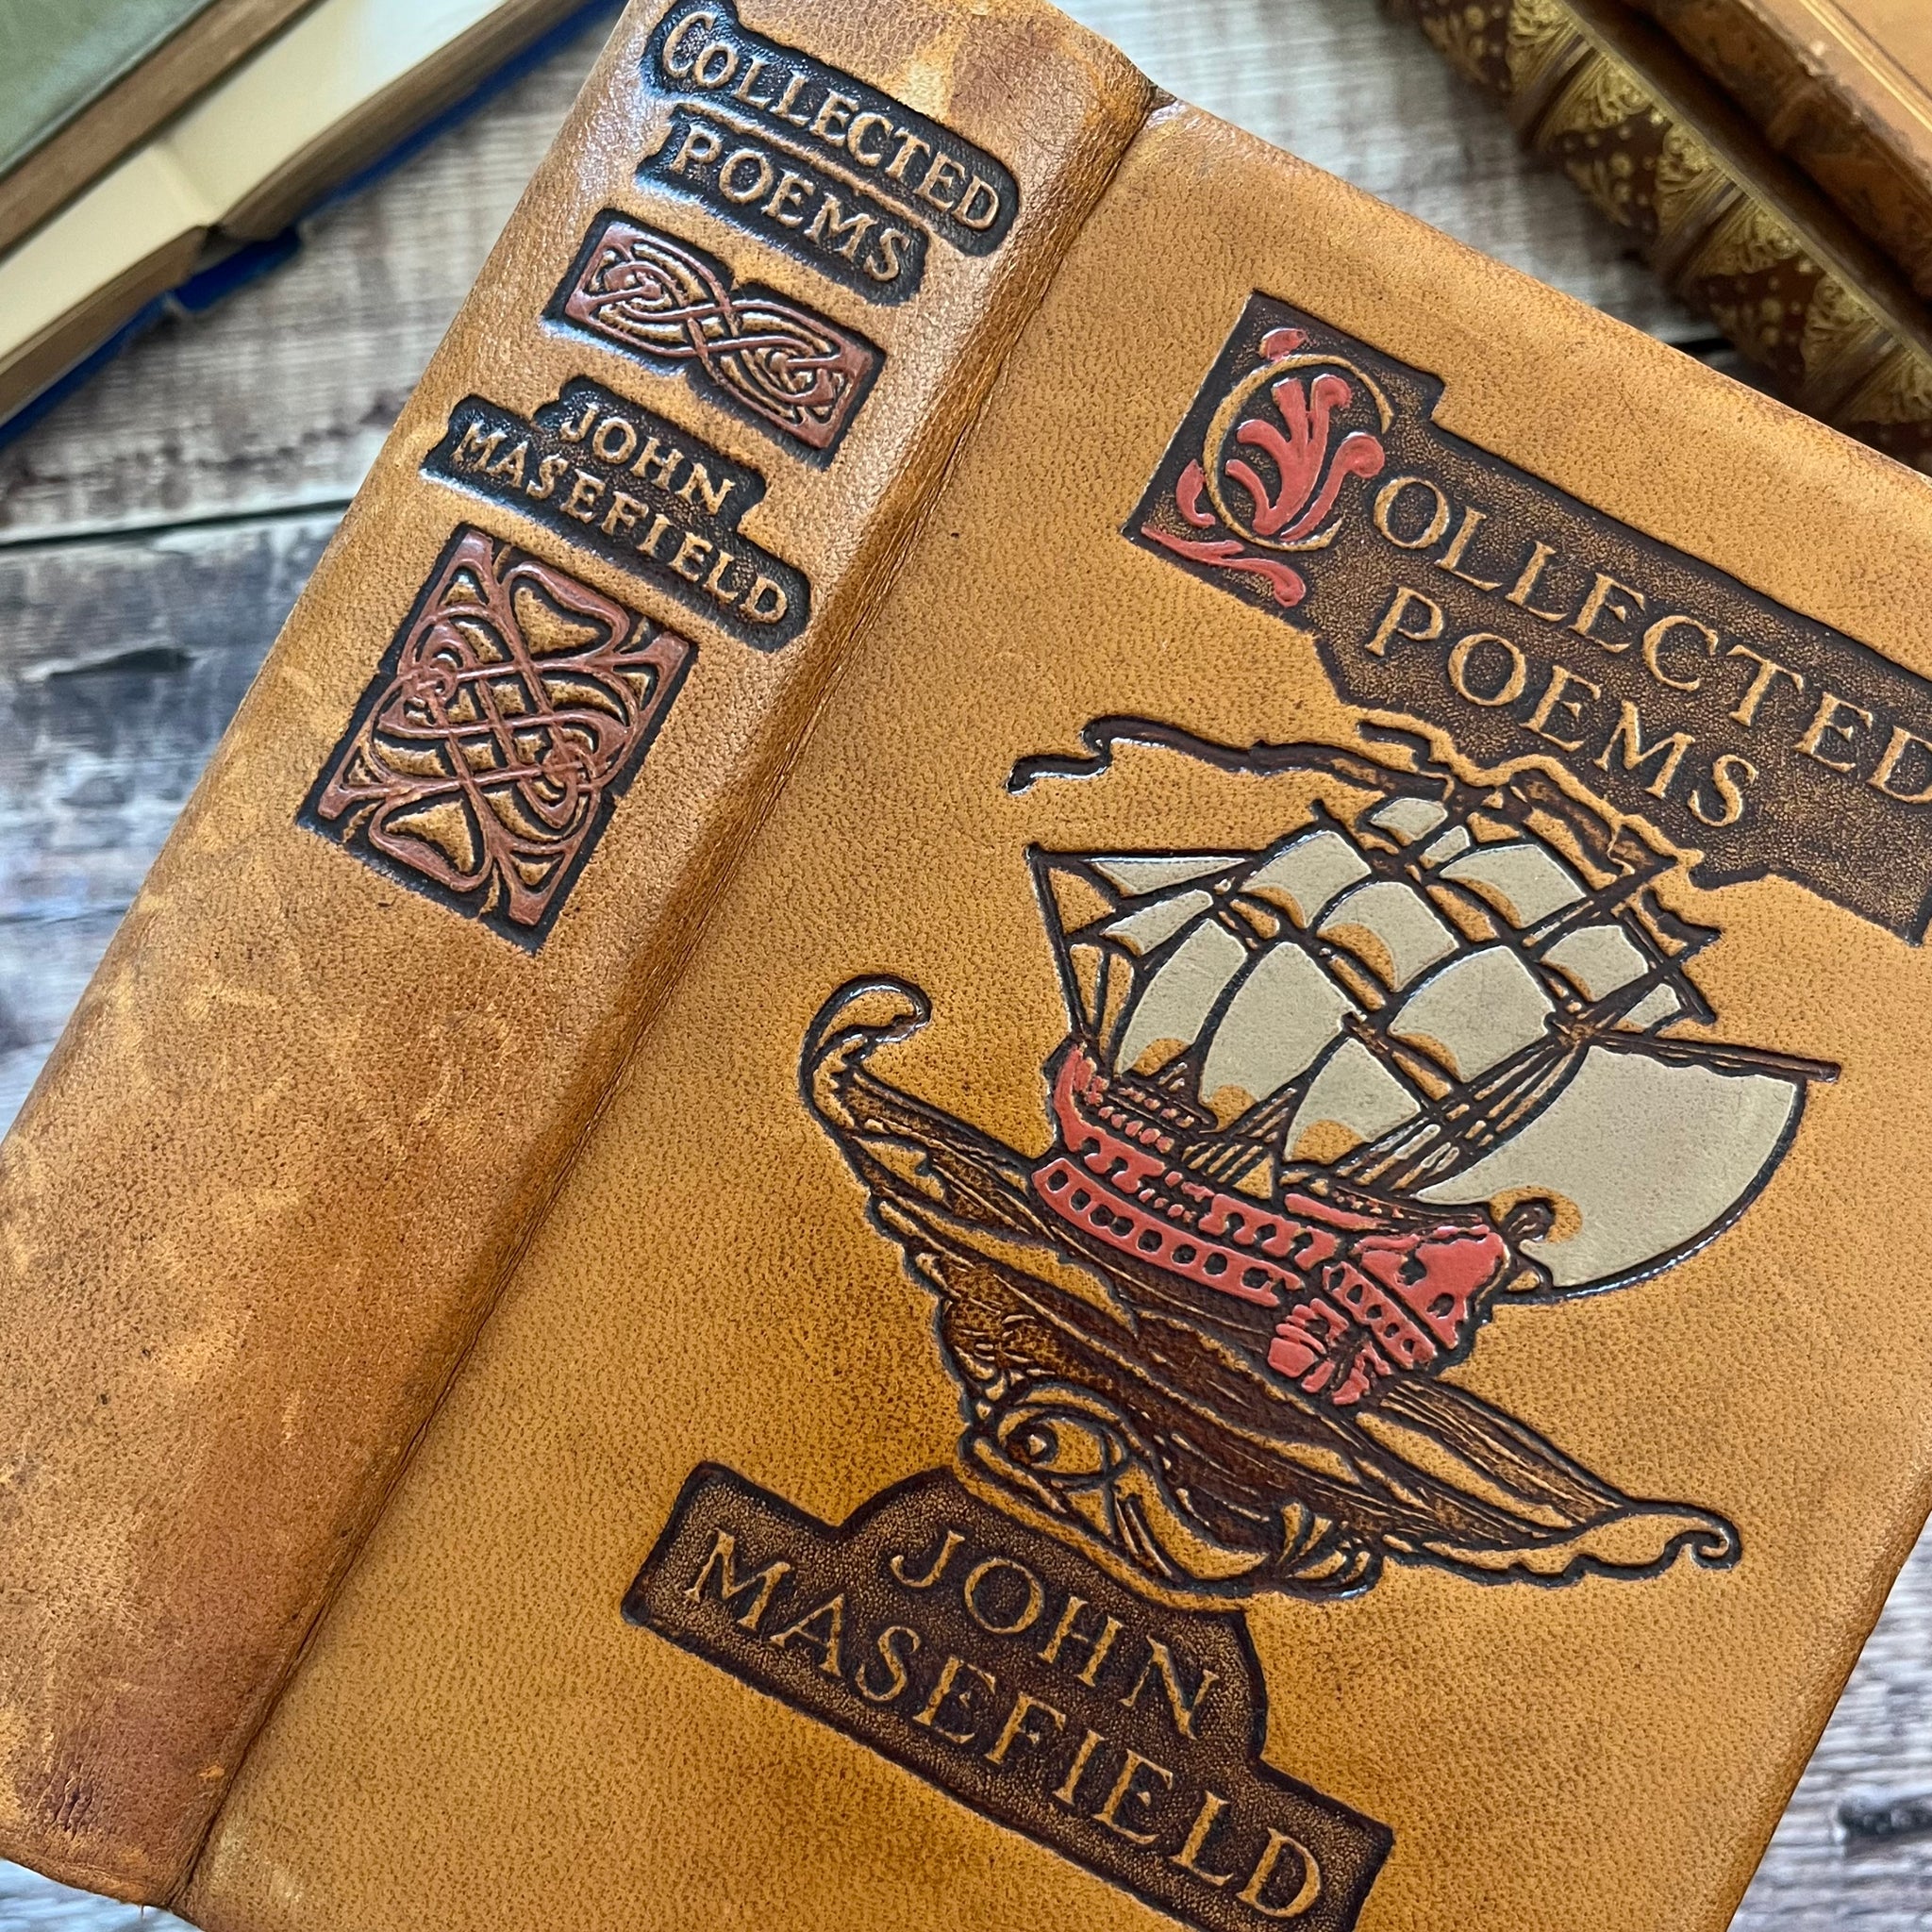 COLLECTED
POEMS
JOHN
MASEFIELD
COLLECTED
POEMS
JOHN
MASEFIELD